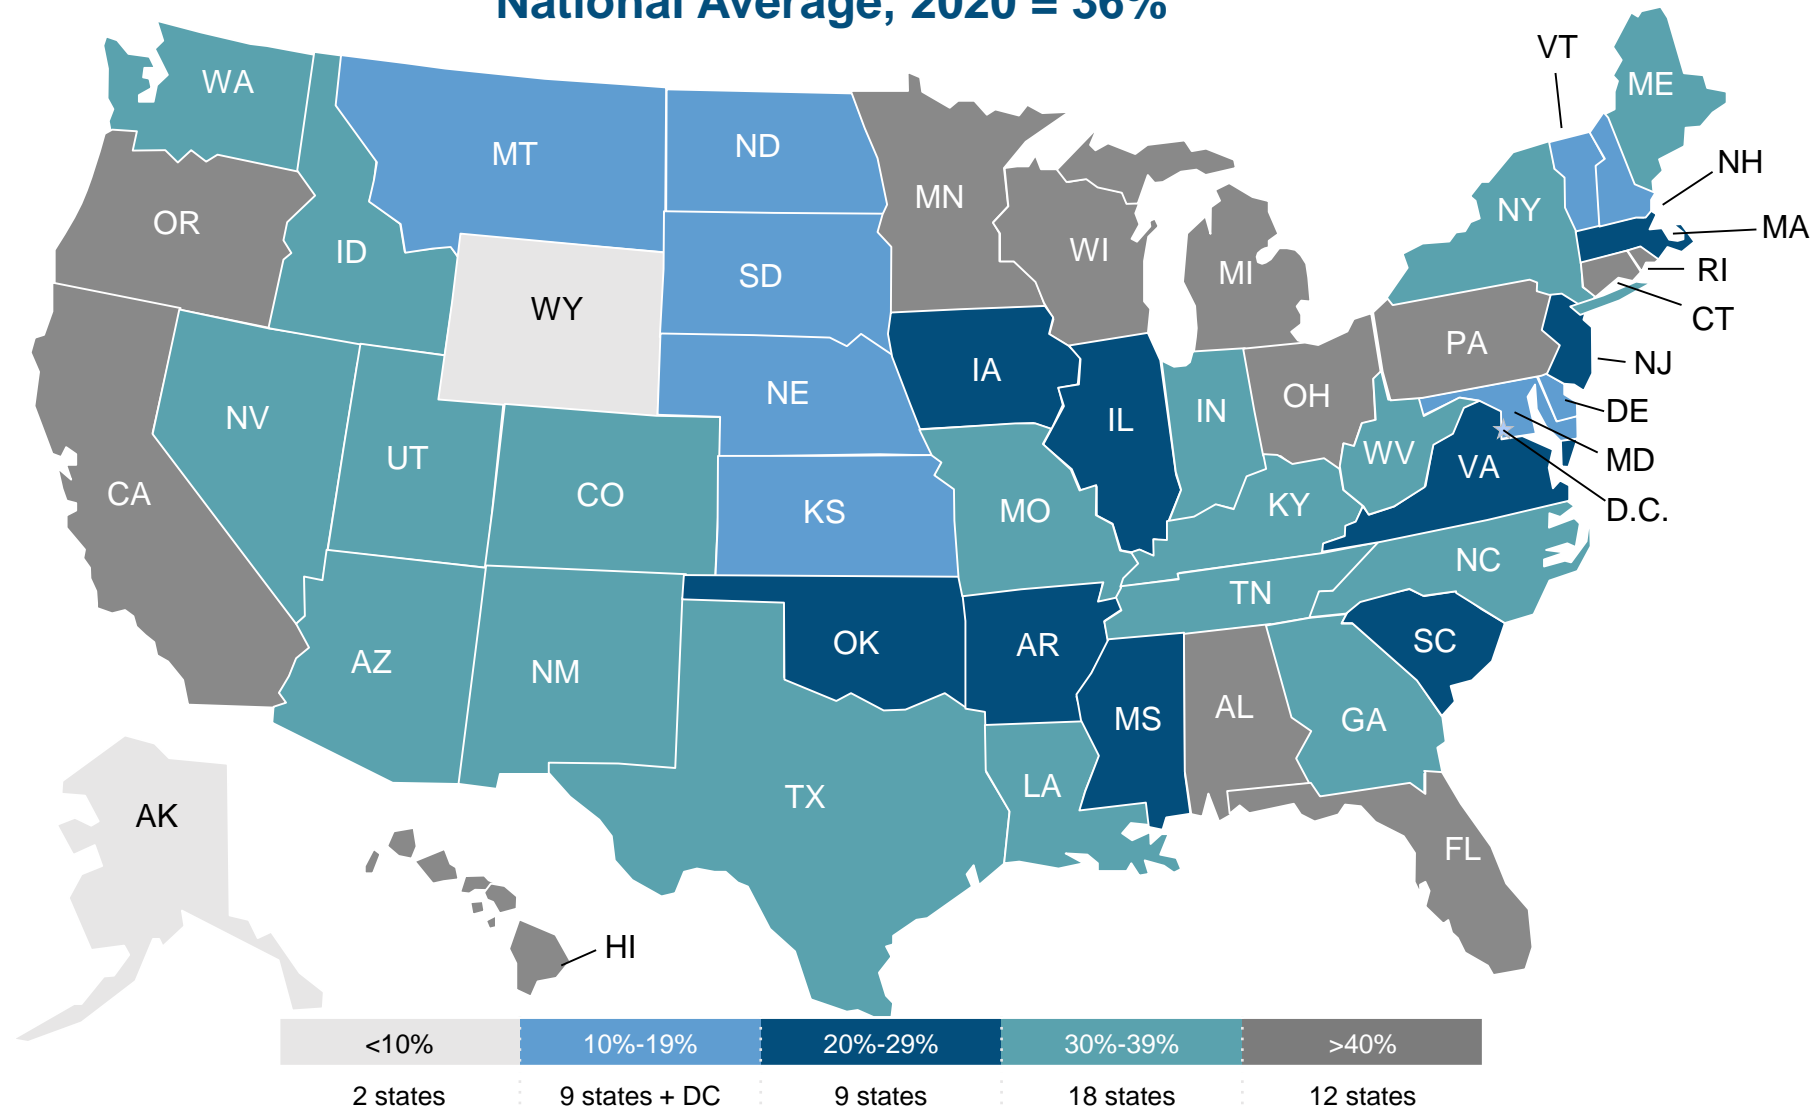 National Average, 2020 = 36%
VT
WA
ME
MT
ND
NH
MN
NY
OR
MA
ID
WI
SD
MI
RI
WY
CT
PA
NJ
IA
NE
OH
IN
DE
NV
IL
WV
UT
MD
VA
CO
CA
KS
MO
KY
D.C.
NC
TN
OK
AR
SC
AZ
NM
AL
MS
GA
LA
TX
AK
FL
HI
<10% 10%-19% 20%-29% 30%-39% >40%
2 states 9 states + DC 9 states 18 states 12 states